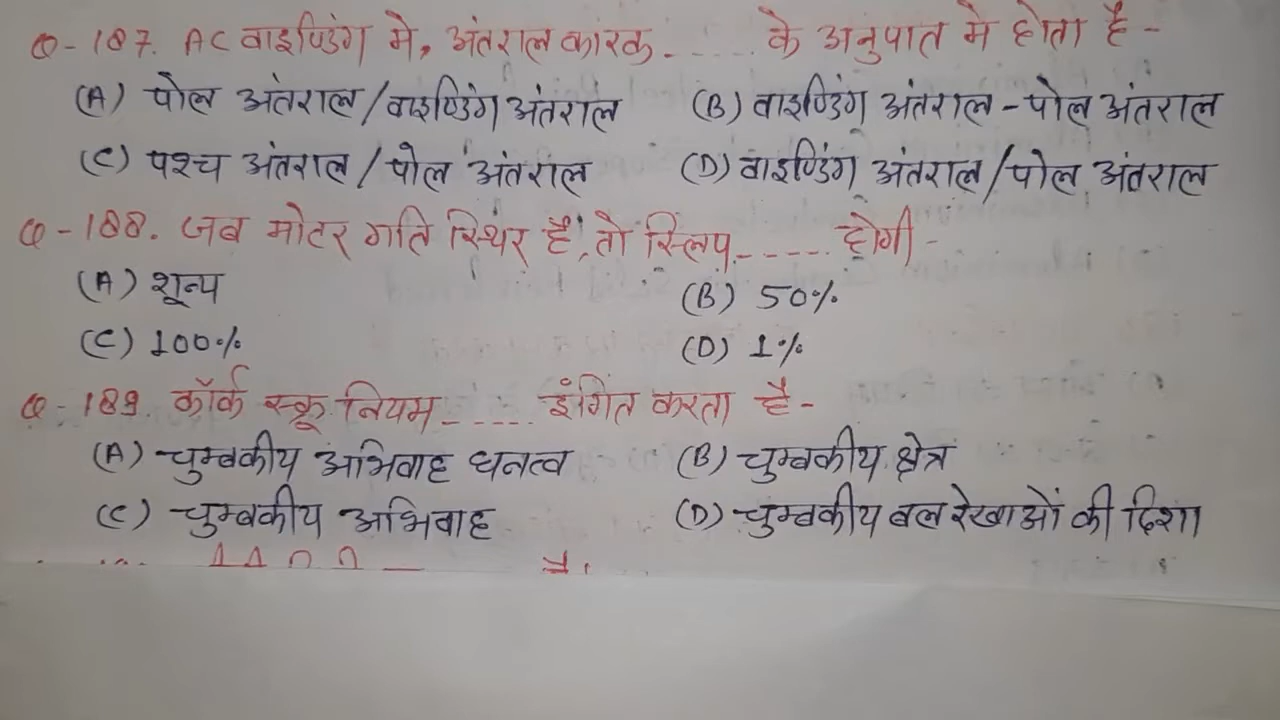 Q-187. AC वाइण्डिंग मे, अंतराल कारक ..... के अनुपात मे होता है -
(A) पोल अंतराल/वाइण्डिंग अंतराल (B) वाइण्डिंग अंतराल - पोल अंतराल
(C) पश्च अंतराल/पोल अंतराल (D) वाइण्डिंग अंतराल/पोल अंतराल
Q-188. जब मोटर गति स्थिर है, तो स्लिप ----- होगी -
(A) शून्य (B) 50%
(C) 100% (D) 1%
Q-189. कॉर्क स्क्रू नियम ----- इंगित करता है -
(A) चुम्बकीय अभिवाह धनत्व (B) चुम्बकीय क्षेत्र
(C) चुम्बकीय अभिवाह (D) चुम्बकीय बल रेखाओं की दिशा